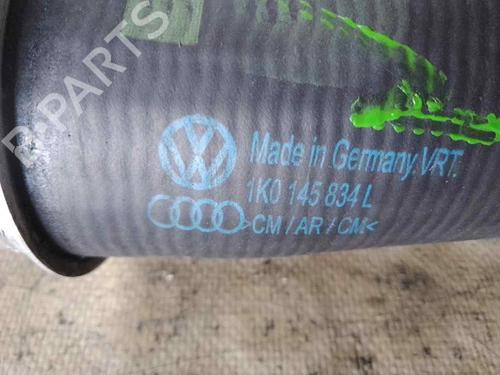 B-PARTS
Made in Germany.VRT.
1K0 145 834 L
>CM / AR / CM<